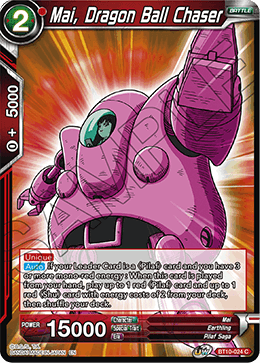 2 Mai, Dragon Ball Chaser BATTLE
0 + 5000
Unique
Auto If your Leader Card is a 《Pilaf》 card and you have
3 or more mono-red energy: When this card is played
from your hand, play up to 1 red 《Pilaf》 card and up to
1 red 《Shu》 card with energy costs of 2 from your deck,
then shuffle your deck.
POWER 15000
Character Mai
Special Trait Earthling
Era Pilaf Saga
BT10-024 C